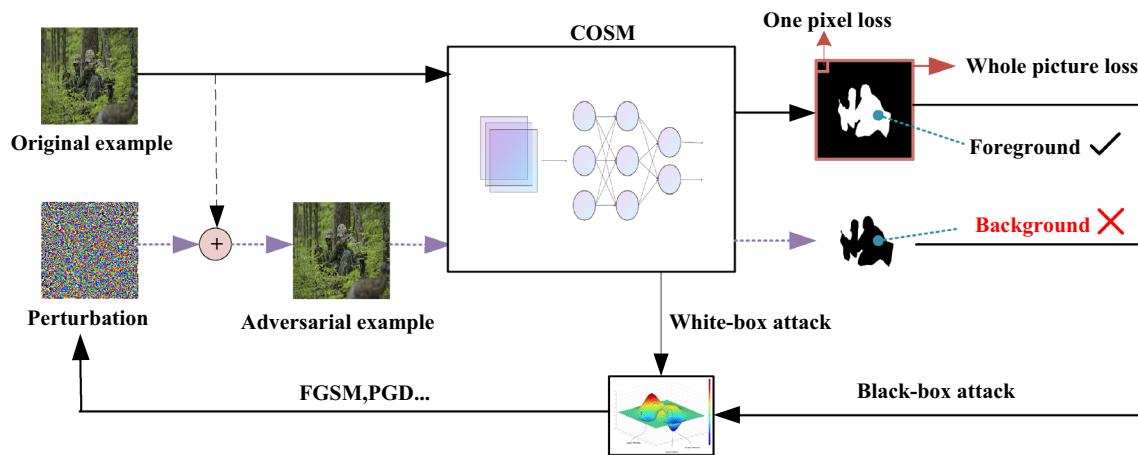 One pixel loss
COSM
Whole picture loss
Original example
Foreground
+
Background
Perturbation
Adversarial example
White-box attack
FGSM,PGD...
Black-box attack